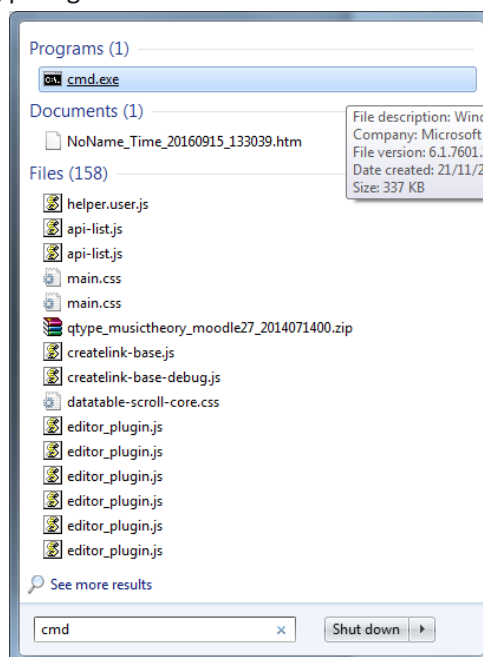 Programs (1)
cmd.exe
Documents (1)
NoName_Time_20160915_133039.htm
File description: Wind
Company: Microsoft
File version: 6.1.7601.
Date created: 21/11/2
Size: 337 KB
Files (158)
helper.user.js
api-list.js
api-list.js
main.css
main.css
qtype_musictheory_moodle27_2014071400.zip
createlink-base.js
createlink-base-debug.js
datatable-scroll-core.css
editor_plugin.js
editor_plugin.js
editor_plugin.js
editor_plugin.js
editor_plugin.js
editor_plugin.js
See more results
cmd
Shut down